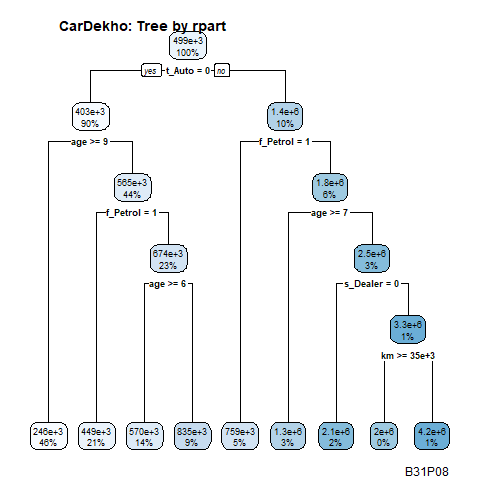 CarDekho: Tree by rpart
499e+3
100%
yes t_Auto = 0 no
403e+3
90%
1.4e+6
10%
age >= 9
f_Petrol = 1
565e+3
44%
1.8e+6
6%
f_Petrol = 1
age >= 7
674e+3
23%
2.5e+6
3%
age >= 6
s_Dealer = 0
3.3e+6
1%
km >= 35e+3
246e+3
46%
449e+3
21%
570e+3
14%
835e+3
9%
759e+3
5%
1.3e+6
3%
2.1e+6
2%
2e+6
0%
4.2e+6
1%
B31P08